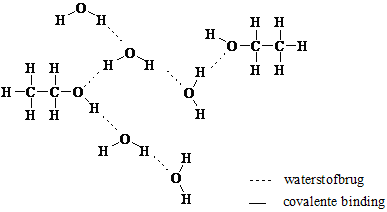 O
H H
H H H
O C C H
O
H H
H H H H H
H C C O O
H H H H
O
H H H
O
H
waterstofbrug
covalente binding